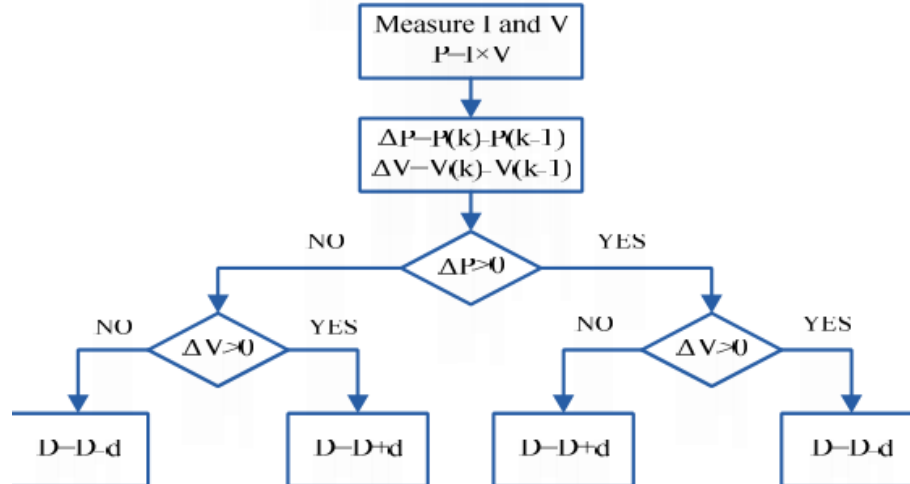 Measure I and V
P=I×V
ΔP=P(k)-P(k-1)
ΔV=V(k)-V(k-1)
NO
YES
ΔP>0
NO
YES
NO
YES
ΔV>0
ΔV>0
D=D-d
D=D+d
D=D+d
D=D-d